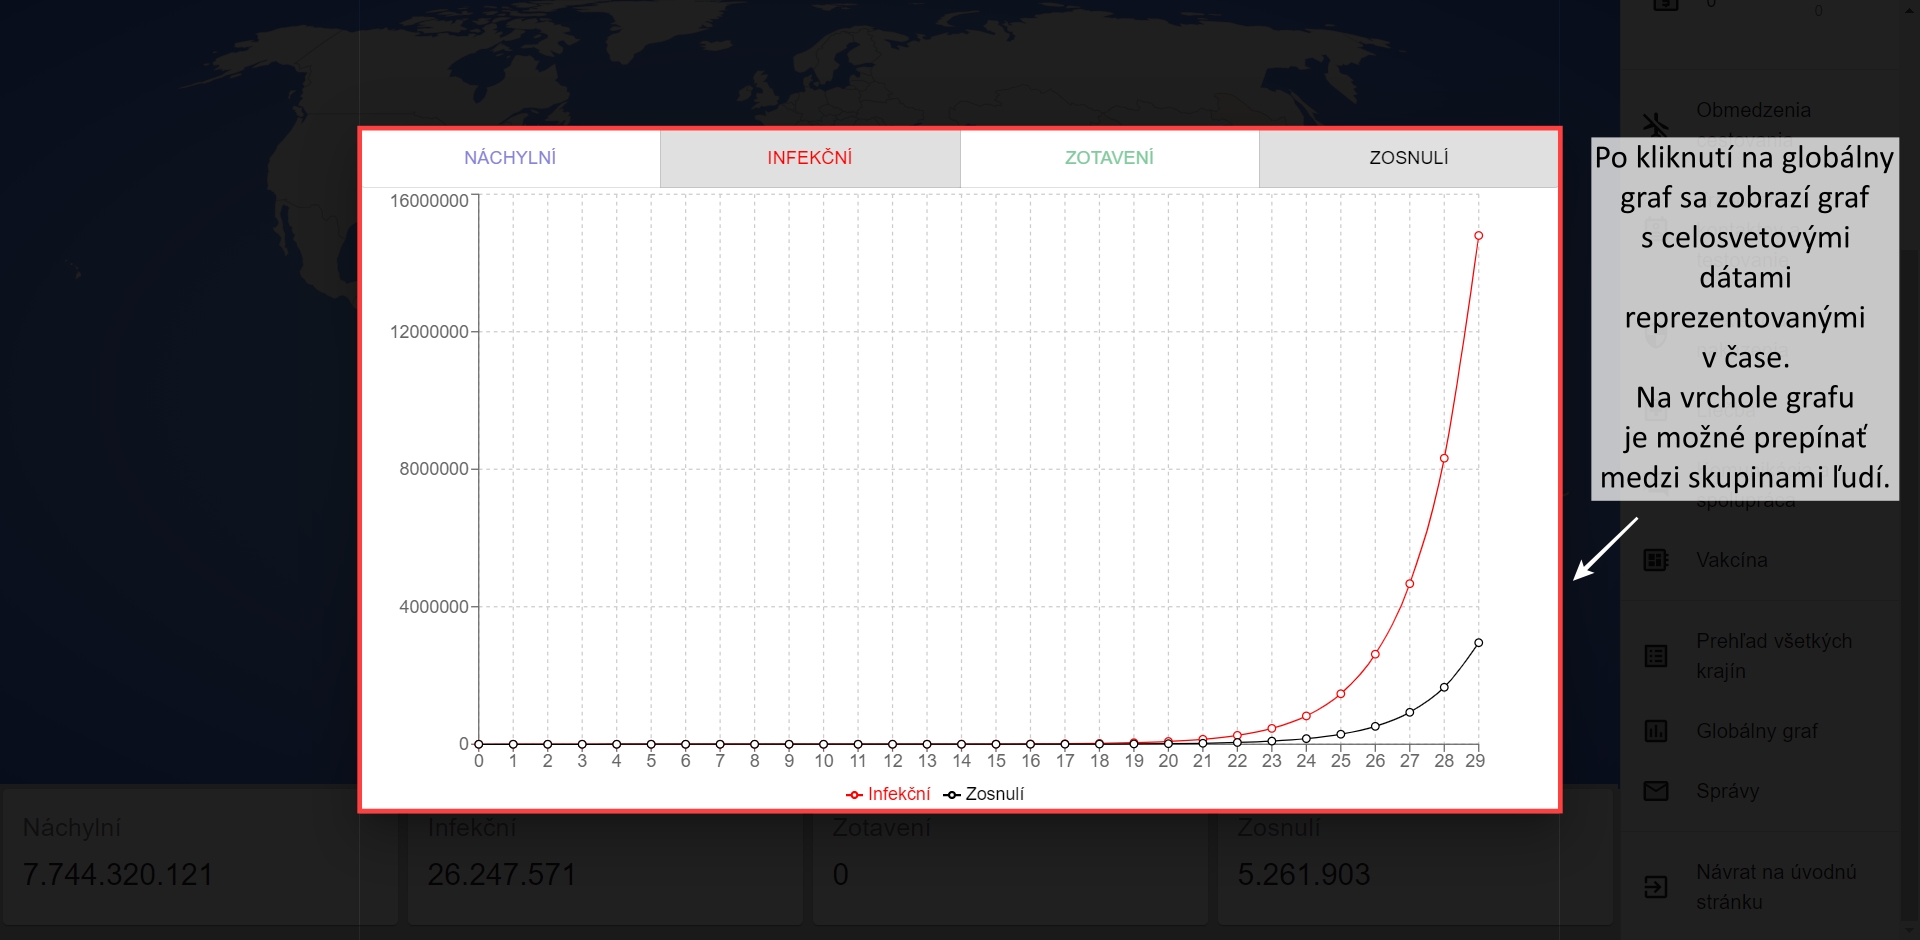 0
0
Obmedzenia
NÁCHYLNÍ
INFEKČNÍ
ZOTAVENÍ
ZOSNULÍ
Po kliknutí na globálny
graf sa zobrazí graf
s celosvetovými
dátami
reprezentovanými
v čase.
Na vrchole grafu
je možné prepínať
medzi skupinami ľudí.
spolupráca
Vakcína
Prehľad všetkých
krajín
Globálny graf
Správy
Návrat na úvodnú
stránku
16000000
12000000
8000000
4000000
0
0 1 2 3 4 5 6 7 8 9 10 11 12 13 14 15 16 17 18 19 20 21 22 23 24 25 26 27 28 29
Infekční Zosnulí
Náchylní
7.744.320.121
Infekční
26.247.571
Zotavení
0
Zosnulí
5.261.903